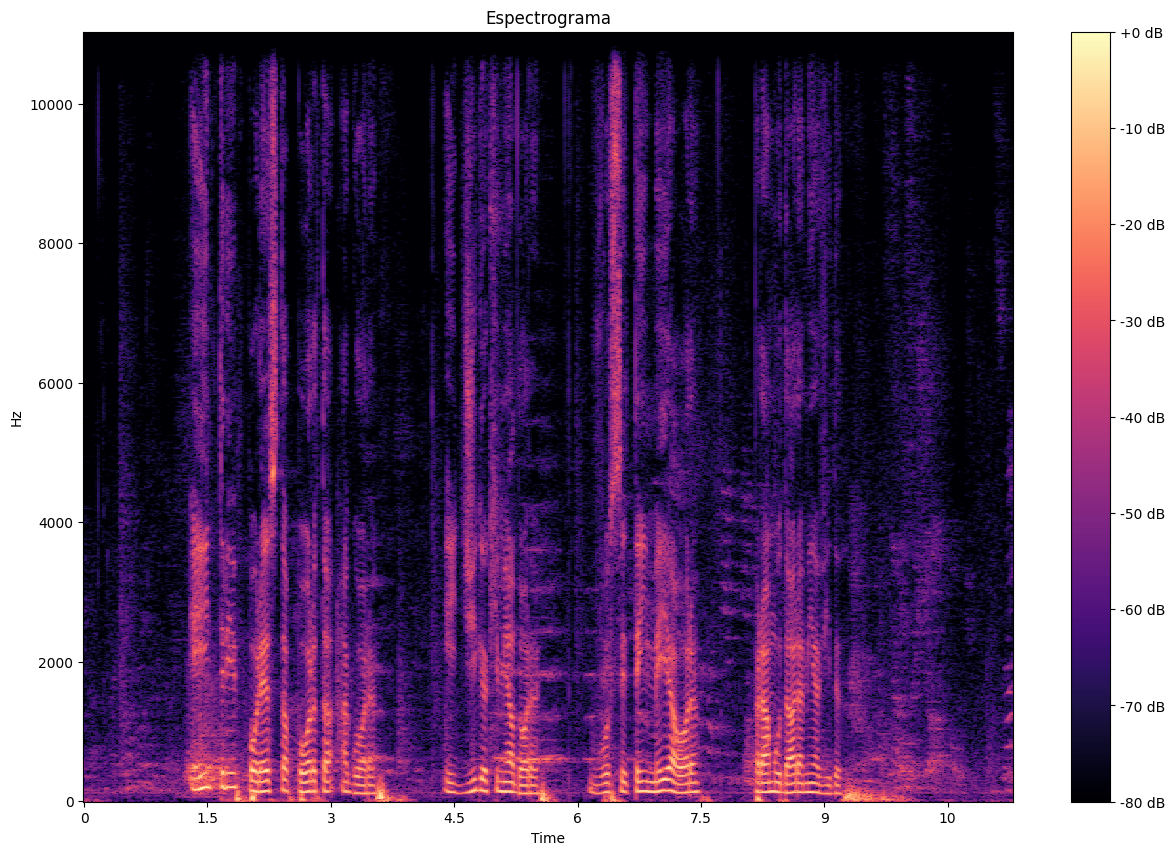 Espectrograma
+0 dB
-10 dB
-20 dB
-30 dB
-40 dB
-50 dB
-60 dB
-70 dB
-80 dB
Hz
10000
8000
6000
4000
2000
0
0 1.5 3 4.5 6 7.5 9 10
Time